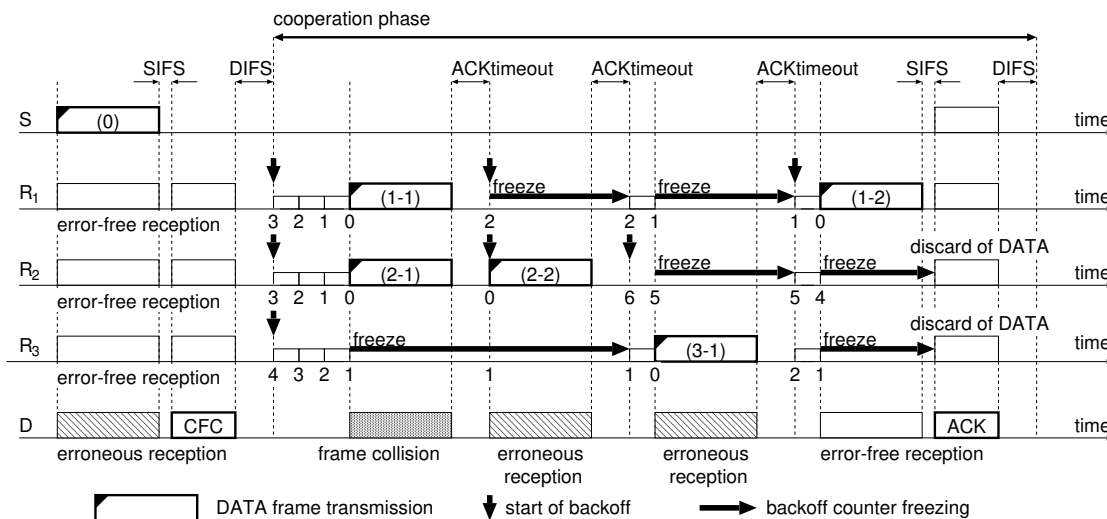 cooperation phase
SIFS DIFS ACKtimeout ACKtimeout ACKtimeout SIFS DIFS
S (0) time
R1 (1-1) freeze freeze (1-2) time
error-free reception 3 2 1 0 2 2 1 1 0
discard of DATA
R2 (2-1) (2-2) freeze freeze time
error-free reception 3 2 1 0 0 6 5 5 4
discard of DATA
R3 freeze (3-1) freeze time
error-free reception 4 3 2 1 1 1 0 2 1
D CFC ACK time
erroneous reception frame collision erroneous reception erroneous reception error-free reception
DATA frame transmission start of backoff backoff counter freezing